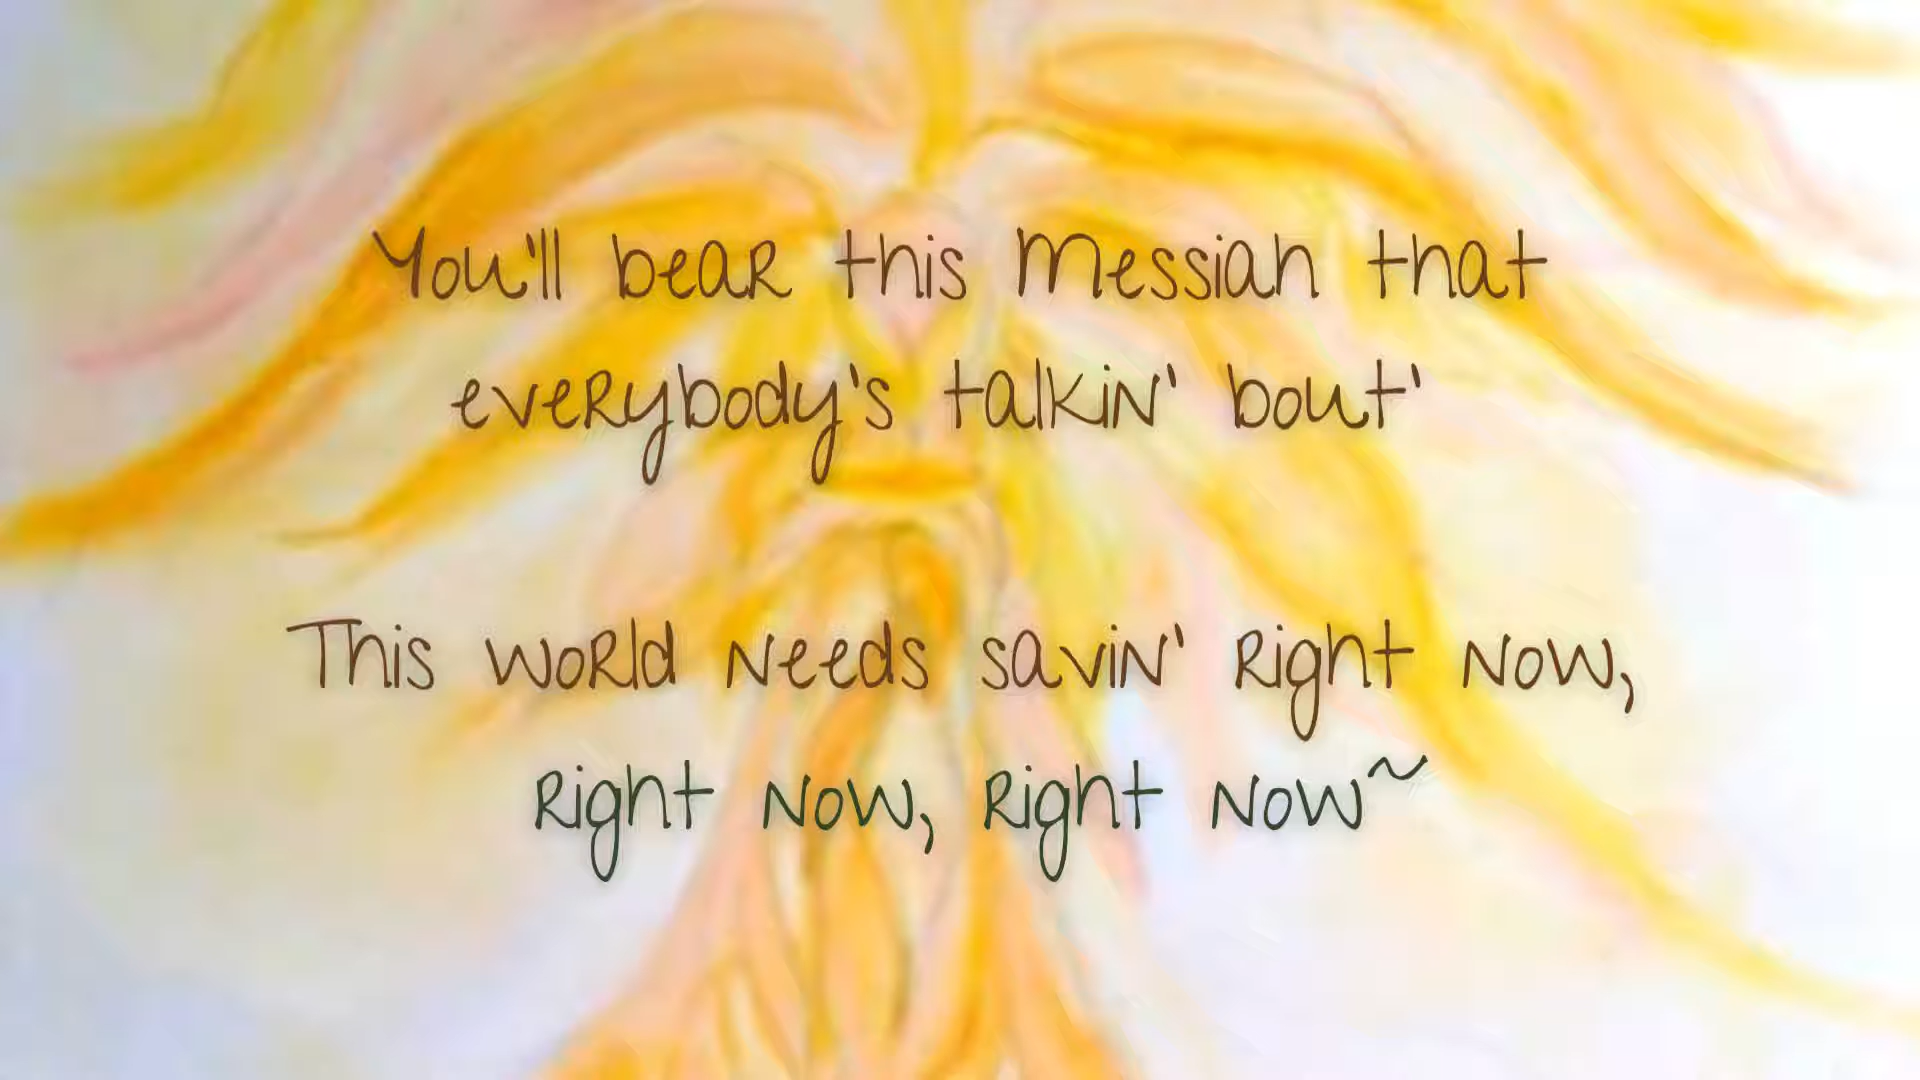 You'll bear this Messiah that
everybody's talkin' bout'
This world needs savin' right now,
right now, right now~